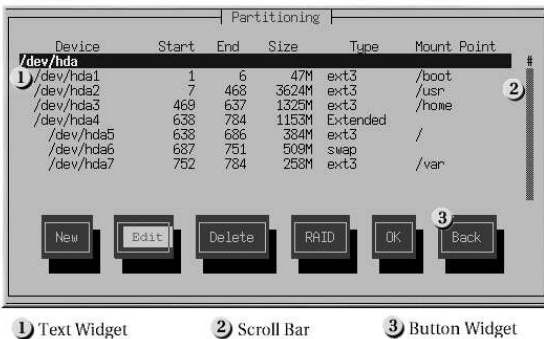 Partitioning
Device Start End Size Type Mount Point
/dev/hda #
1 /dev/hda1 1 6 47M ext3 /boot
/dev/hda2 7 468 3624M ext3 /usr 2
/dev/hda3 469 637 1325M ext3 /home
/dev/hda4 638 784 1153M Extended
/dev/hda5 638 686 384M ext3 /
/dev/hda6 687 751 509M swap
/dev/hda7 752 784 258M ext3 /var
3
New Edit Delete RAID OK Back
1 Text Widget 2 Scroll Bar 3 Button Widget